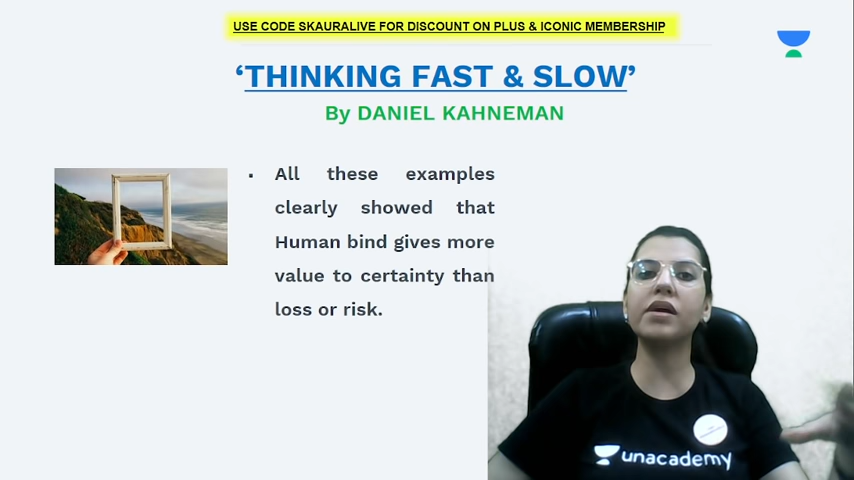 USE CODE SKAURALIVE FOR DISCOUNT ON PLUS & ICONIC MEMBERSHIP
‘THINKING FAST & SLOW’
By DANIEL KAHNEMAN
▪ All these examples
clearly showed that
Human bind gives more
value to certainty than
loss or risk.
unacademy